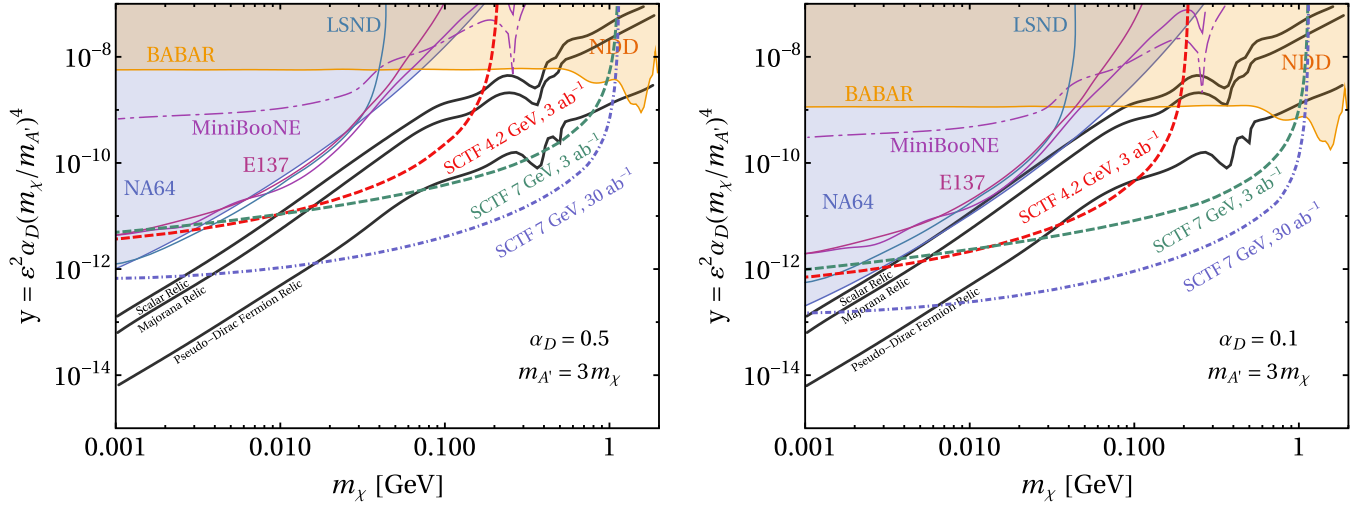 y = ε²α_D(m_χ/m_A')⁴
10⁻⁸
10⁻¹⁰
10⁻¹²
10⁻¹⁴
LSND
BABAR
NDD
MiniBooNE
E137
NA64
SCTF 4.2 GeV, 3 ab⁻¹
SCTF 7 GeV, 3 ab⁻¹
SCTF 7 GeV, 30 ab⁻¹
Scalar Relic
Majorana Relic
Pseudo−Dirac Fermion Relic
α_D = 0.5
m_A' = 3m_χ
0.001 0.010 0.100 1
m_χ [GeV]
y = ε²α_D(m_χ/m_A')⁴
10⁻⁸
10⁻¹⁰
10⁻¹²
10⁻¹⁴
LSND
NDD
BABAR
MiniBooNE
E137
NA64
SCTF 4.2 GeV, 3 ab⁻¹
SCTF 7 GeV, 3 ab⁻¹
SCTF 7 GeV, 30 ab⁻¹
Scalar Relic
Majorana Relic
Pseudo−Dirac Fermion Relic
α_D = 0.1
m_A' = 3m_χ
0.001 0.010 0.100 1
m_χ [GeV]